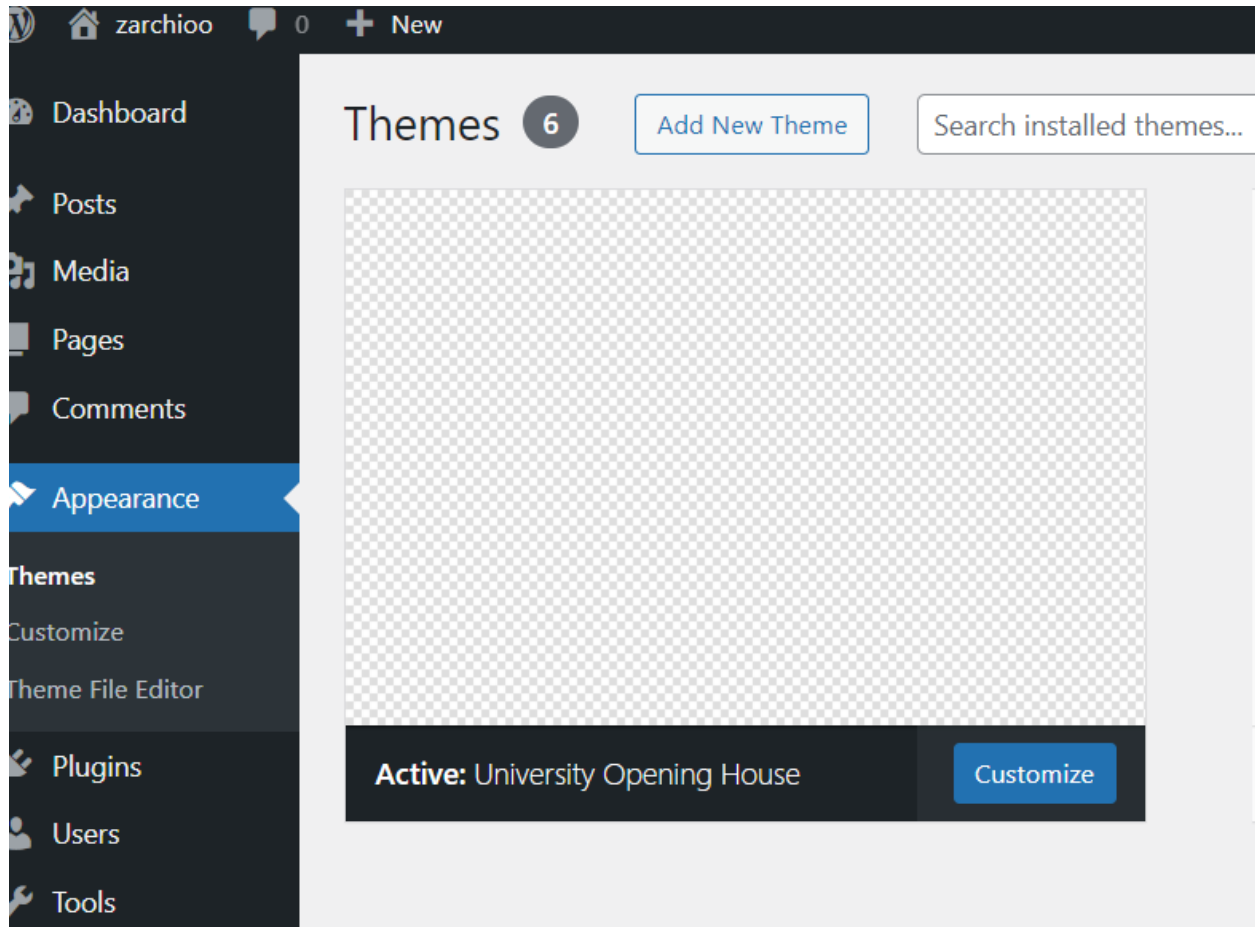 zarchioo 0 New
Dashboard
Posts
Media
Pages
Comments
Appearance
Themes
Customize
Theme File Editor
Plugins
Users
Tools
Themes 6 Add New Theme Search installed themes...
Active: University Opening House Customize